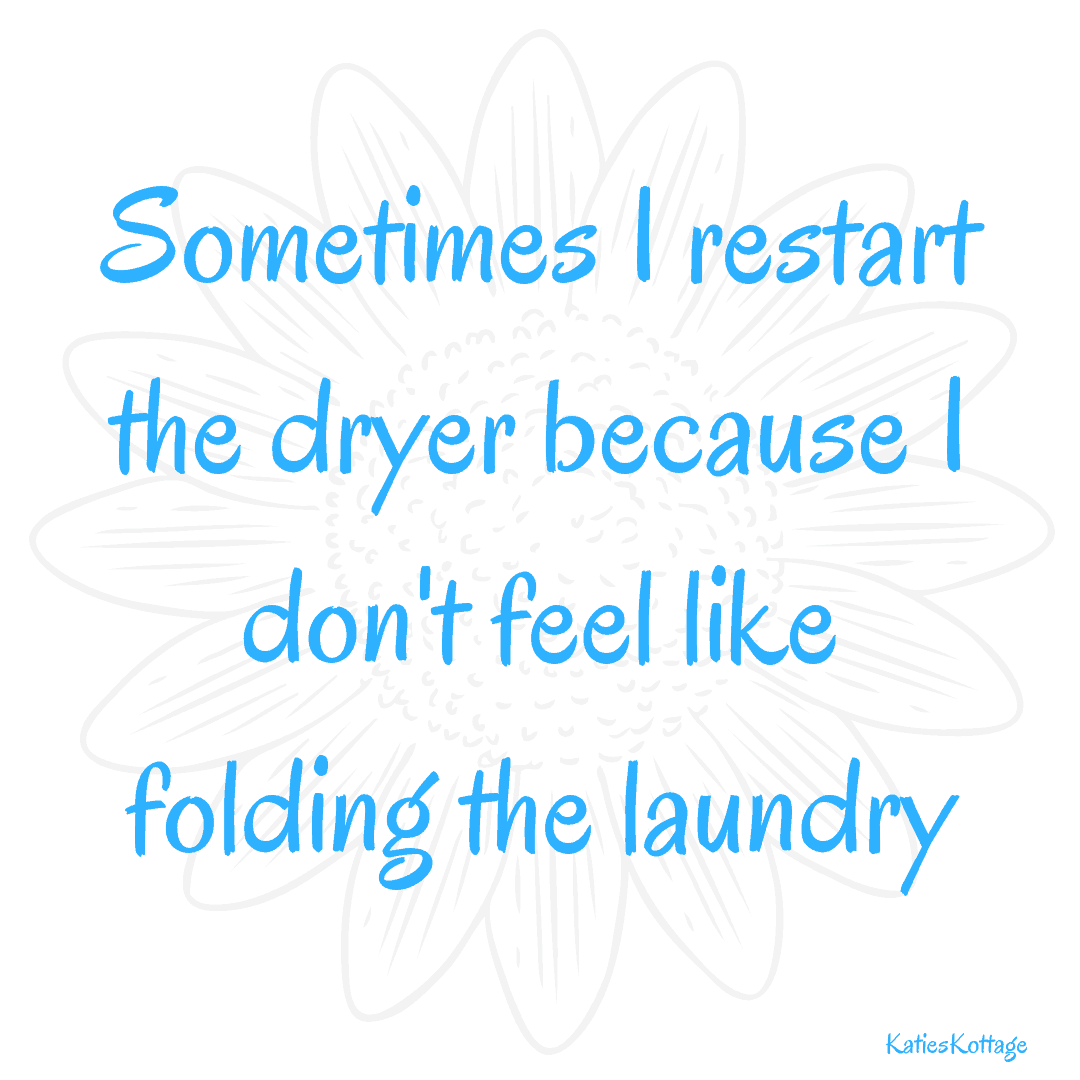 Sometimes I restart
the dryer because I
don't feel like
folding the laundry
KatiesKottage